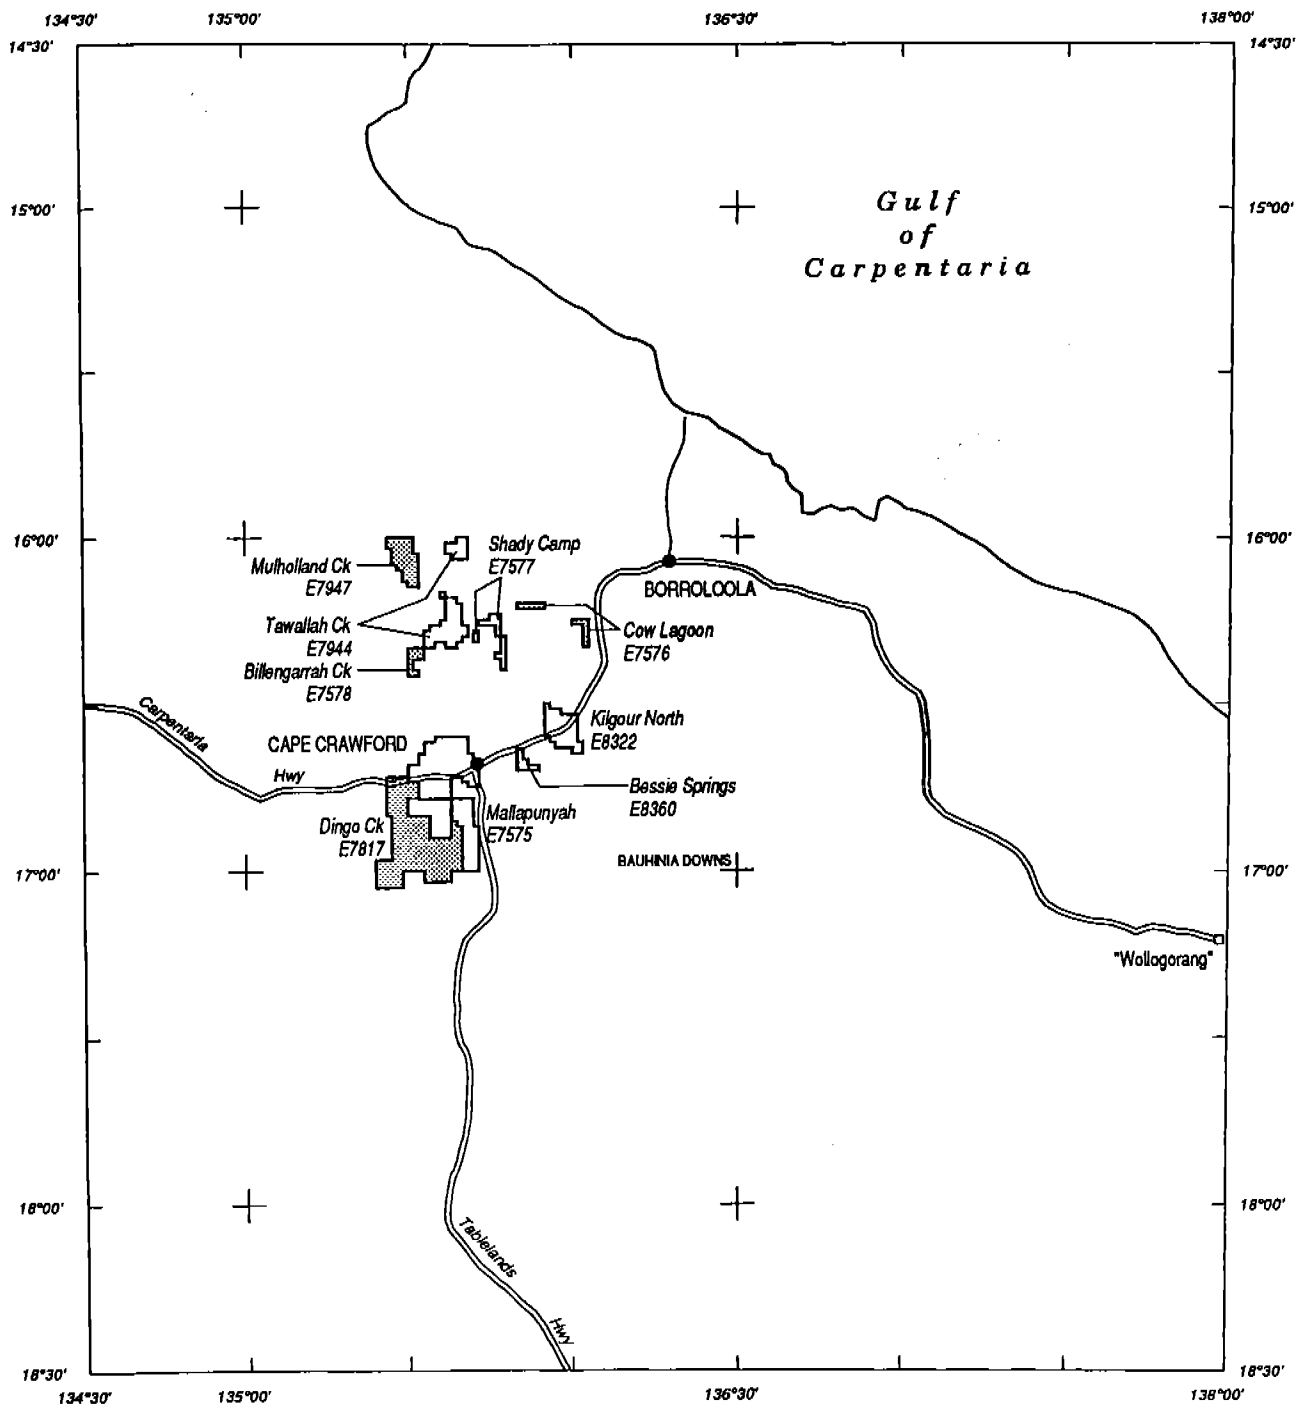 134°30'
135°00'
136°30'
138°00'
14°30'
14°30'
Gulf
of
Carpentaria
15°00'
15°00'
16°00'
16°00'
Shady Camp
E7577
Mulholland Ck
E7947
BORROLOOLA
Tawallah Ck
E7944
Cow Lagoon
E7576
Billengarrah Ck
E7578
Carpentaria
Hwy
Kilgour North
E8322
CAPE CRAWFORD
Bessie Springs
E8360
Mallapunyah
E7575
Dingo Ck
E7817
BAUHINIA DOWNS
17°00'
17°00'
"Wollogorang"
18°00'
18°00'
Tablelands
Hwy
18°30'
18°30'
134°30'
135°00'
136°30'
138°00'